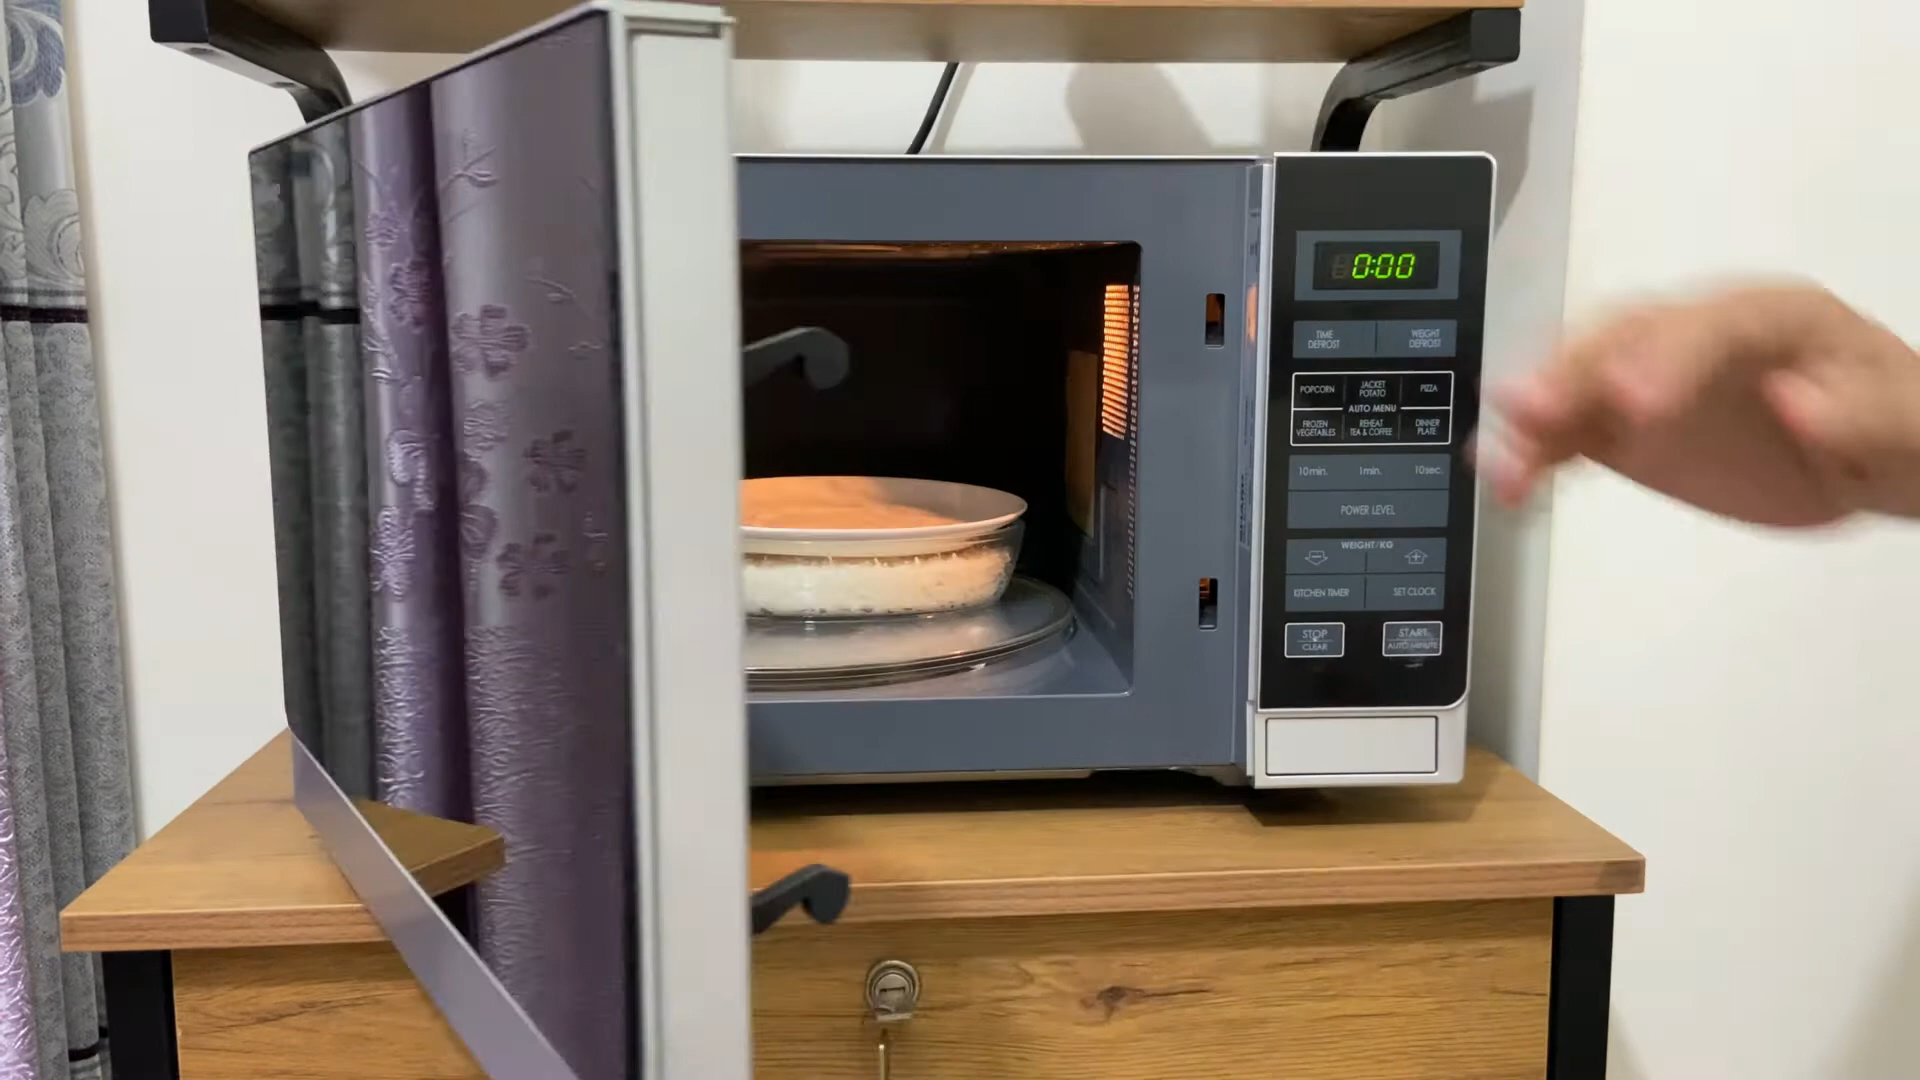 0:00
TIME DEFROST
WEIGHT DEFROST
POPCORN
JACKET POTATO
PIZZA
AUTO MENU
FROZEN VEGETABLES
REHEAT TEA & COFFEE
DINNER PLATE
10min. 1min. 10sec.
POWER LEVEL
WEIGHT/KG
KITCHEN TIMER
SET CLOCK
STOP
CLEAR
START
AUTO MINUTE